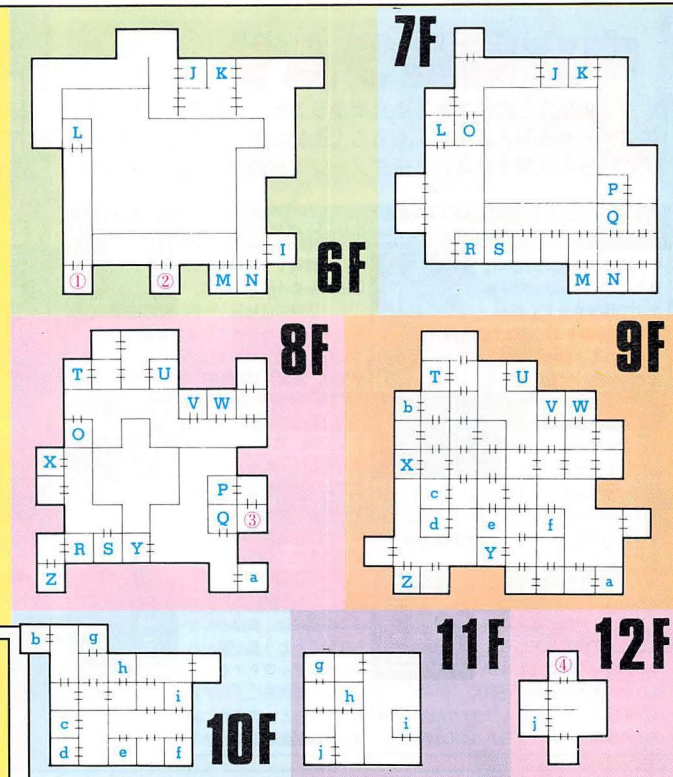 6F
J K
L
I
① ② M N
7F
J K
L O
P
Q
R S
M N
8F
T U
V W
O
X
P
Q ③
R S Y
Z a
9F
T U
b V W
X
c
d e f
Y
Z a
10F
b g
h
i
c
d e f
11F
g
h
i
j
12F
④
j